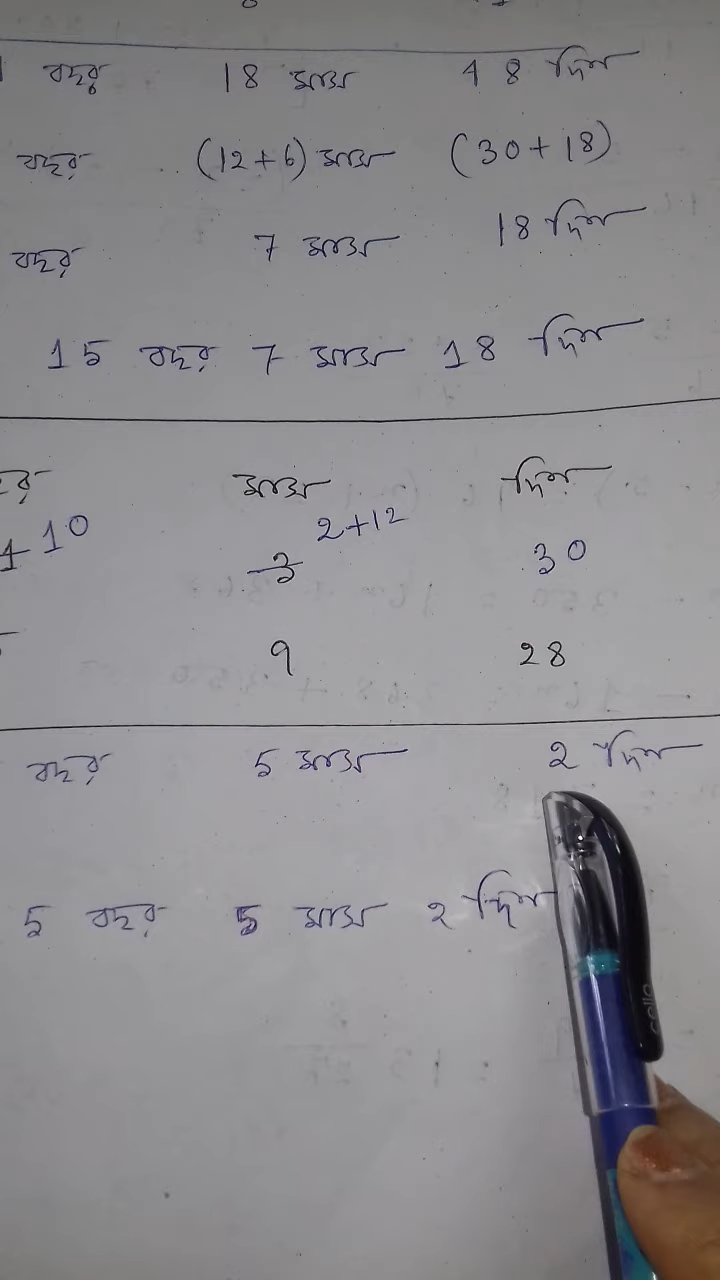 বছর 18 মাস 48 দিন
বছর (12+6) মাস (30+18)
বছর 7 মাস 18 দিন
15 বছর 7 মাস 18 দিন
মাস দিন
10 2+12
3 30
9 28
বছর 5 মাস 2 দিন
5 বছর 5 মাস 2 দিন
cello